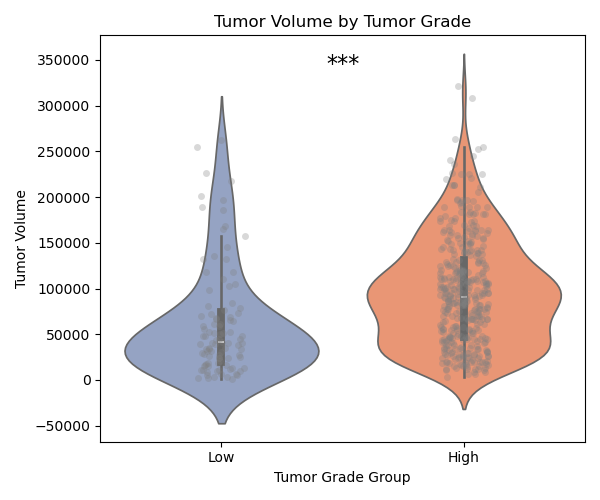 Tumor Volume by Tumor Grade
***
350000
300000
250000
200000
150000
100000
50000
0
−50000
Tumor Volume
Low
High
Tumor Grade Group